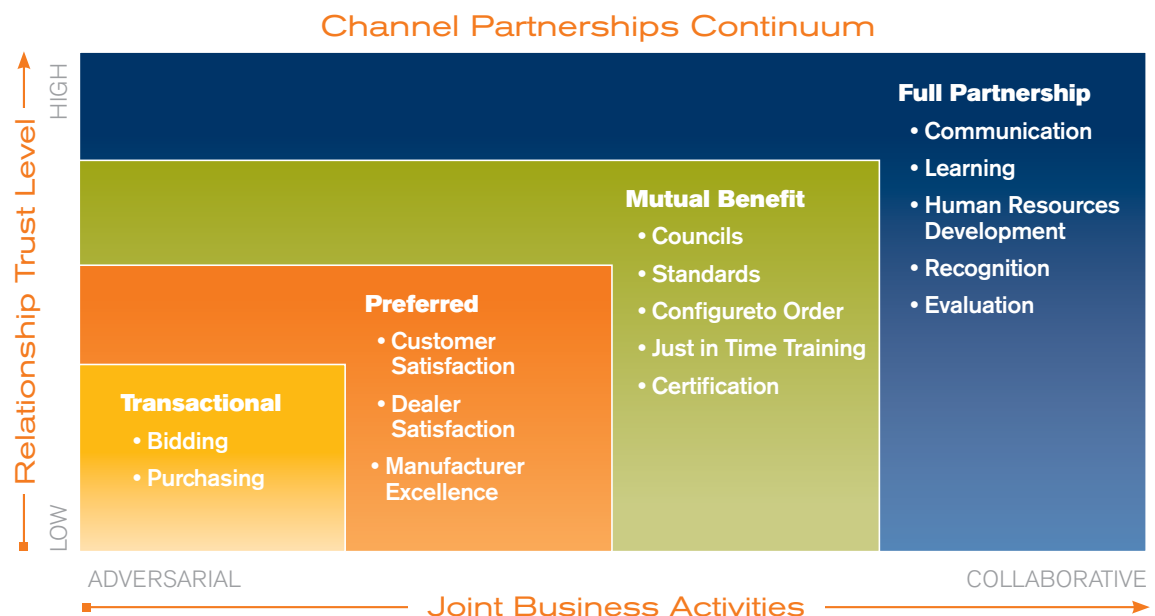 Channel Partnerships Continuum
Relationship Trust Level
HIGH
LOW
Full Partnership
• Communication
• Learning
• Human Resources
Development
• Recognition
• Evaluation
Mutual Benefit
• Councils
• Standards
• Configureto Order
• Just in Time Training
• Certification
Preferred
• Customer
Satisfaction
• Dealer
Satisfaction
• Manufacturer
Excellence
Transactional
• Bidding
• Purchasing
ADVERSARIAL
COLLABORATIVE
Joint Business Activities